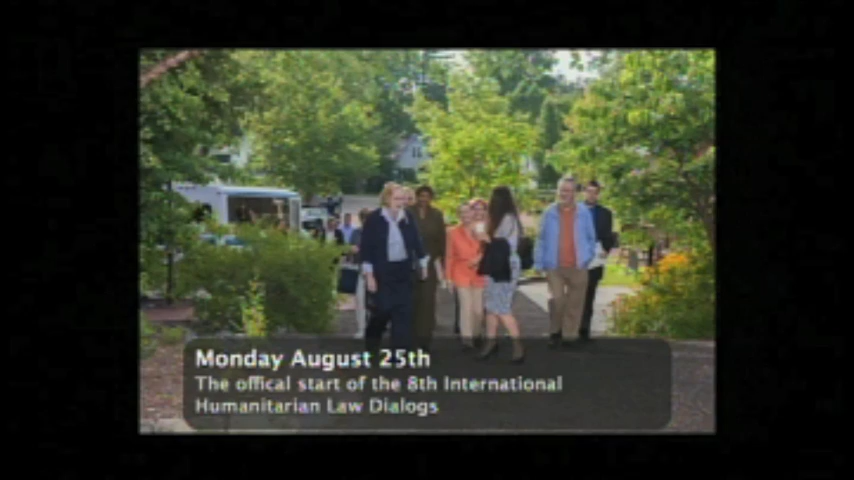 Monday August 25th
The offical start of the 8th International
Humanitarian Law Dialogs